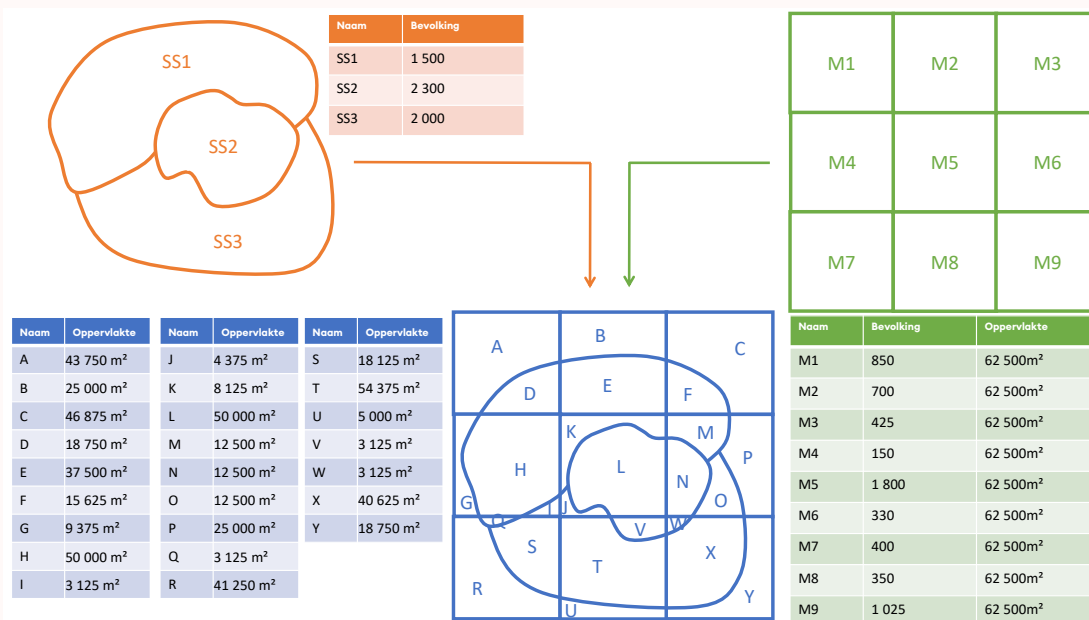 SS1
SS2
SS3
Naam Bevolking
SS1 1 500
SS2 2 300
SS3 2 000
M1 M2 M3
M4 M5 M6
M7 M8 M9
Naam Oppervlakte
A 43 750 m²
B 25 000 m²
C 46 875 m²
D 18 750 m²
E 37 500 m²
F 15 625 m²
G 9 375 m²
H 50 000 m²
I 3 125 m²
Naam Oppervlakte
J 4 375 m²
K 8 125 m²
L 50 000 m²
M 12 500 m²
N 12 500 m²
O 12 500 m²
P 25 000 m²
Q 3 125 m²
R 41 250 m²
Naam Oppervlakte
S 18 125 m²
T 54 375 m²
U 5 000 m²
V 3 125 m²
W 3 125 m²
X 40 625 m²
Y 18 750 m²
A B C
D E F
K M
H L P
G I J N O
Q V W
S T X
R U Y
Naam Bevolking Oppervlakte
M1 850 62 500m²
M2 700 62 500m²
M3 425 62 500m²
M4 150 62 500m²
M5 1 800 62 500m²
M6 330 62 500m²
M7 400 62 500m²
M8 350 62 500m²
M9 1 025 62 500m²